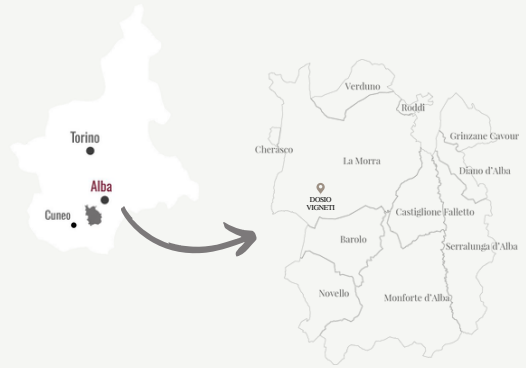 Torino
Alba
Cuneo
Verduno
Roddi
Grinzane Cavour
Cherasco
La Morra
Diano d'Alba
DOSIO
VIGNETI
Castiglione Falletto
Barolo
Serralunga d'Alba
Novello
Monforte d'Alba